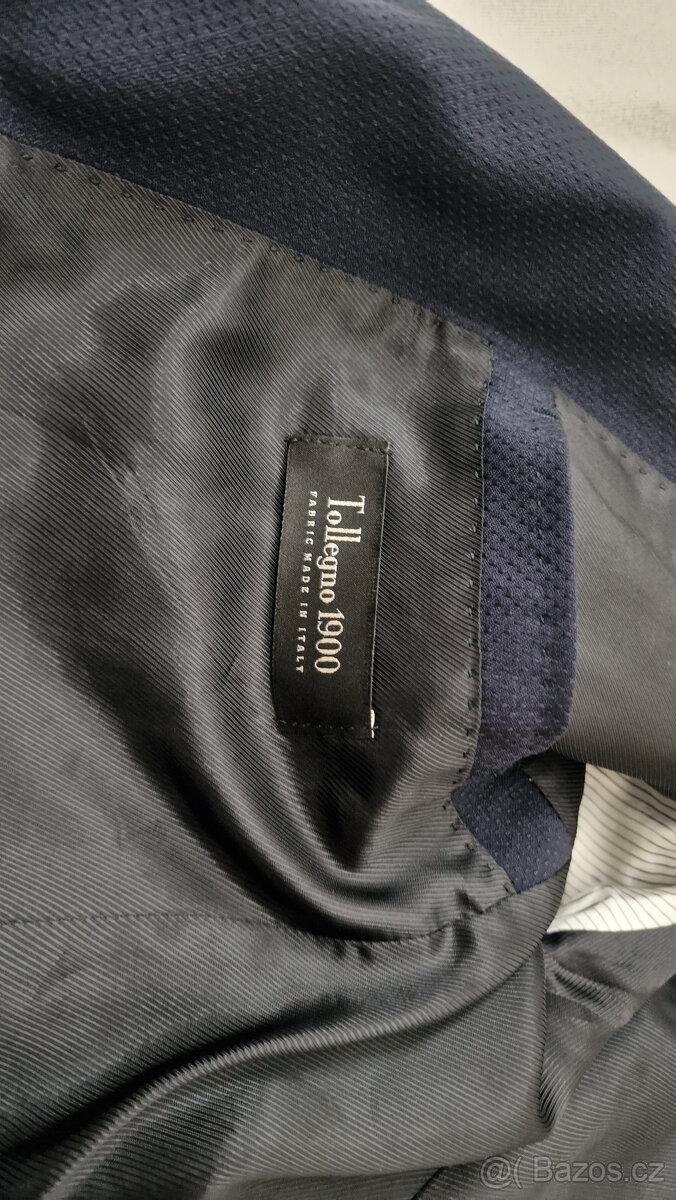 Tollegno 1900
FABRIC MADE IN ITALY
@( Bazos.cz